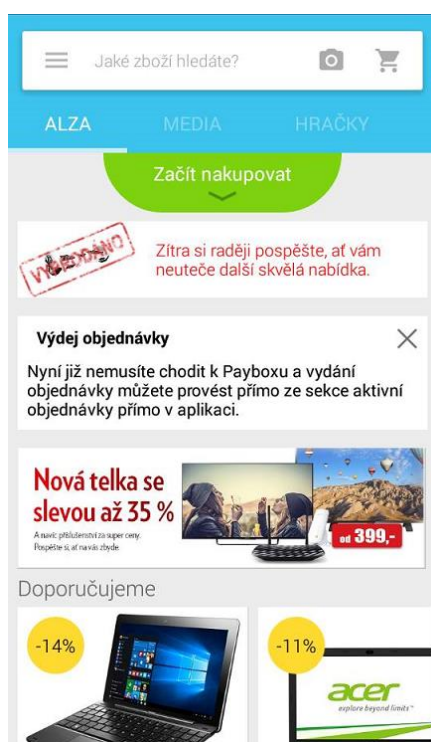 Jaké zboží hledáte?
ALZA MEDIA HRAČKY
Začít nakupovat
VYPRODÁNO
Zítra si raději pospěšte, ať vám
neuteče další skvělá nabídka.
Výdej objednávky
Nyní již nemusíte chodit k Payboxu a vydání
objednávky můžete provést přímo ze sekce aktivní
objednávky přímo v aplikaci.
Nová telka se
slevou až 35 %
A navíc příslušenství za super ceny.
Pospěšte si, ať na vás zbyde.
od 399,-
Doporučujeme
-14%
-11%
acer
explore beyond limits™